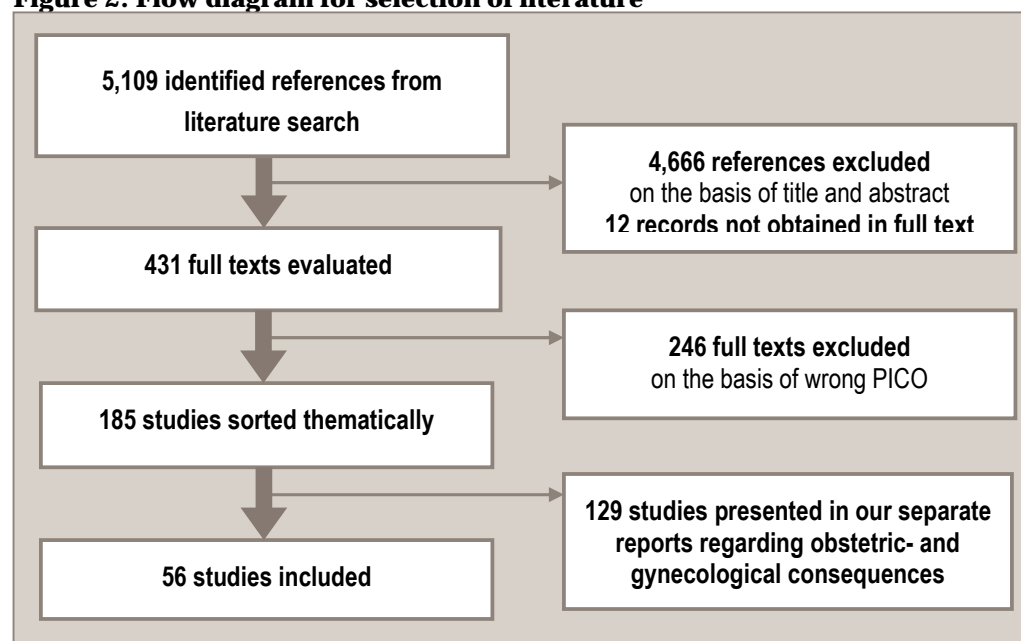 Figure 2. Flow diagram for selection of literature
5,109 identified references from
literature search
4,666 references excluded
on the basis of title and abstract
12 records not obtained in full text
431 full texts evaluated
246 full texts excluded
on the basis of wrong PICO
185 studies sorted thematically
129 studies presented in our separate
reports regarding obstetric- and
gynecological consequences
56 studies included